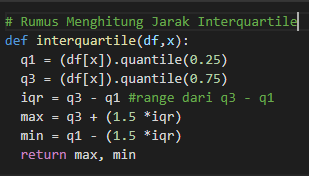 # Rumus Menghitung Jarak Interquartile
def interquartile(df,x):
  q1 = (df[x]).quantile(0.25)
  q3 = (df[x]).quantile(0.75)
  iqr = q3 - q1 #range dari q3 - q1
  max = q3 + (1.5 *iqr)
  min = q1 - (1.5 *iqr)
  return max, min